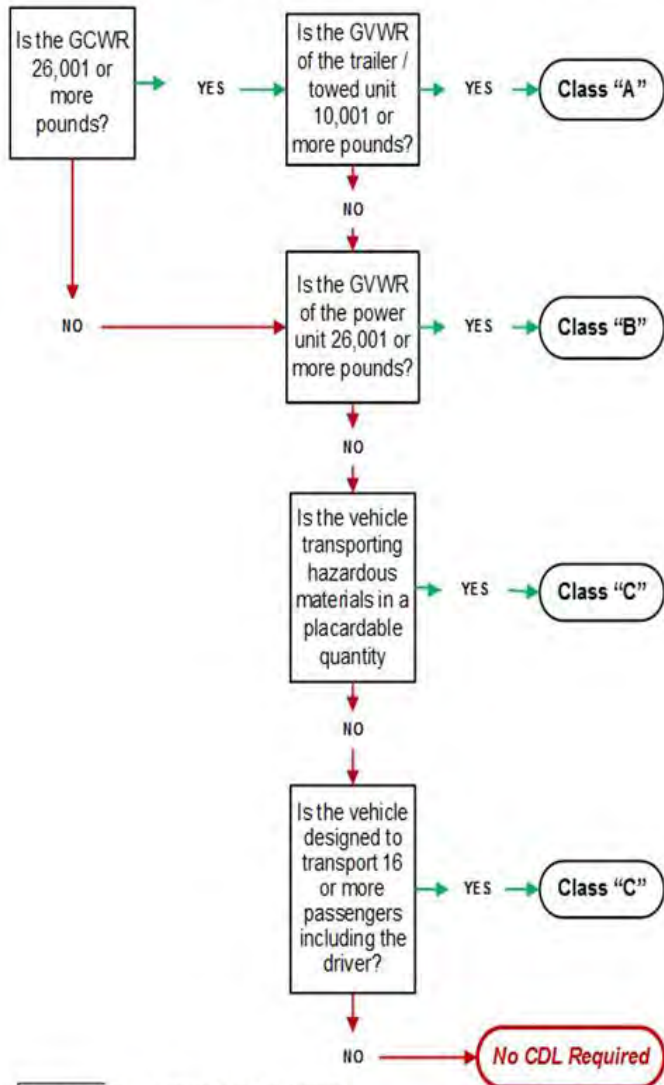 Is the GCWR
26,001 or
more
pounds?
YES
Is the GVWR
of the trailer /
towed unit
10,001 or
more pounds?
YES
Class “A”
NO
NO
Is the GVWR
of the power
unit 26,001 or
more pounds?
YES
Class “B”
NO
Is the vehicle
transporting
hazardous
materials in a
placardable
quantity
YES
Class “C”
NO
Is the vehicle
designed to
transport 16
or more
passengers
including the
driver?
YES
Class “C”
NO
No CDL Required